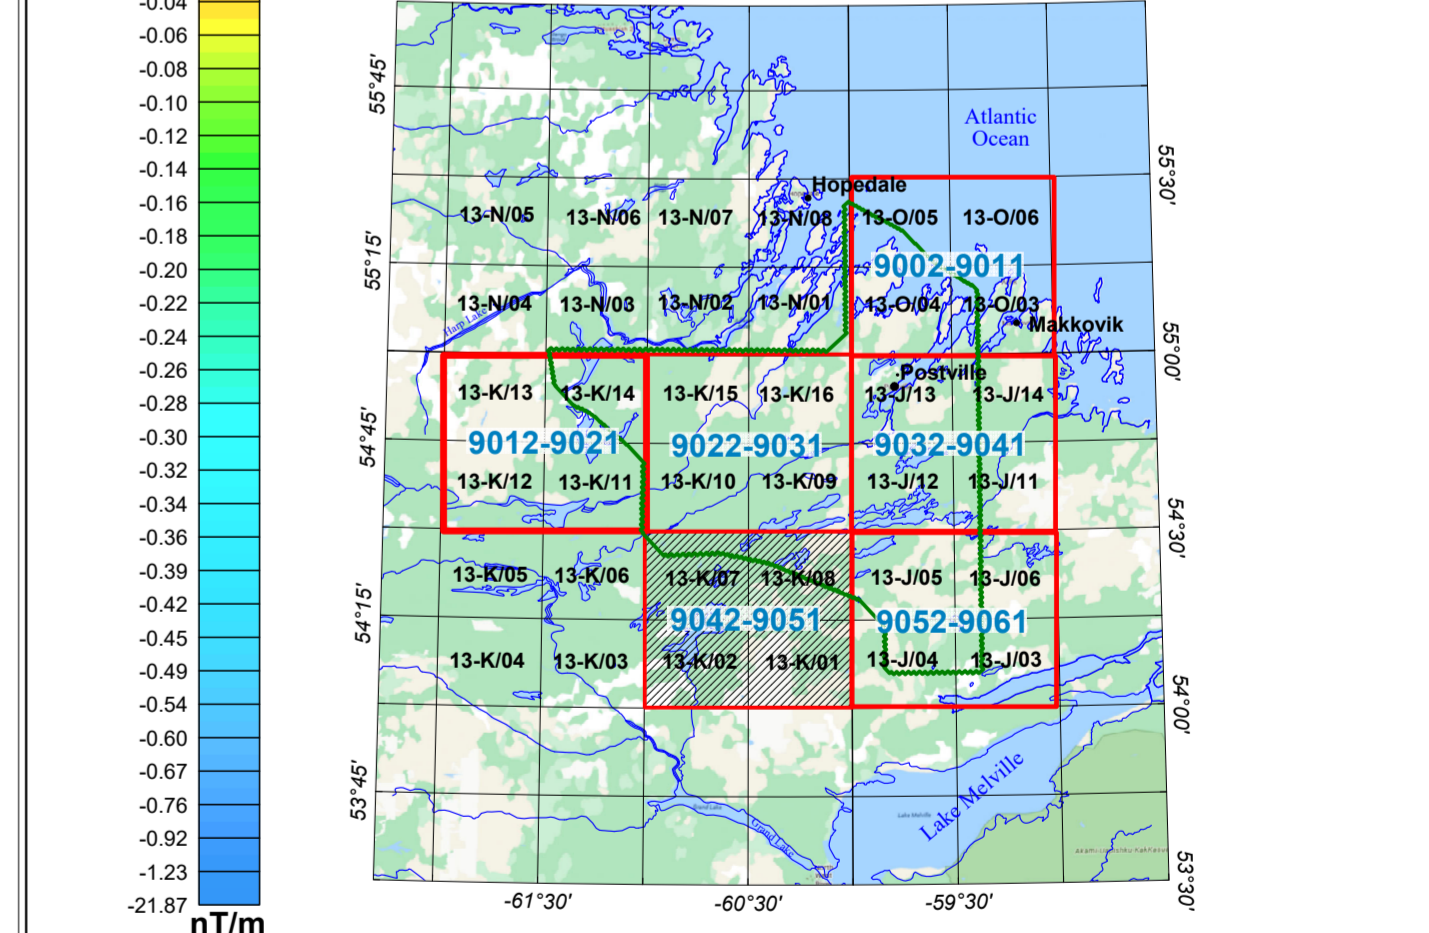 -0.04
-0.06
-0.08
-0.10
-0.12
-0.14
-0.16
-0.18
-0.20
-0.22
-0.24
-0.26
-0.28
-0.30
-0.32
-0.34
-0.36
-0.39
-0.42
-0.45
-0.49
-0.54
-0.60
-0.67
-0.76
-0.92
-1.23
-21.87
nT/m
55°45'
55°15'
54°45'
54°15'
53°45'
Atlantic
Ocean
Hopedale
13-N/05 13-N/06 13-N/07 13-N/08 13-O/05 13-O/06
9002-9011
13-N/04 13-N/03 13-N/02 13-N/01 13-O/04 13-O/03
Harp Lake
Makkovik
Postville
13-K/13 13-K/14 13-K/15 13-K/16 13-J/13 13-J/14
9012-9021 9022-9031 9032-9041
13-K/12 13-K/11 13-K/10 13-K/09 13-J/12 13-J/11
13-K/05 13-K/06 13-K/07 13-K/08 13-J/05 13-J/06
9042-9051 9052-9061
13-K/04 13-K/03 13-K/02 13-K/01 13-J/04 13-J/03
Lake Melville
Grand Lake
Lake Melville
Grand Lake
55°30'
55°00'
54°30'
54°00'
53°30'
-61°30' -60°30' -59°30'